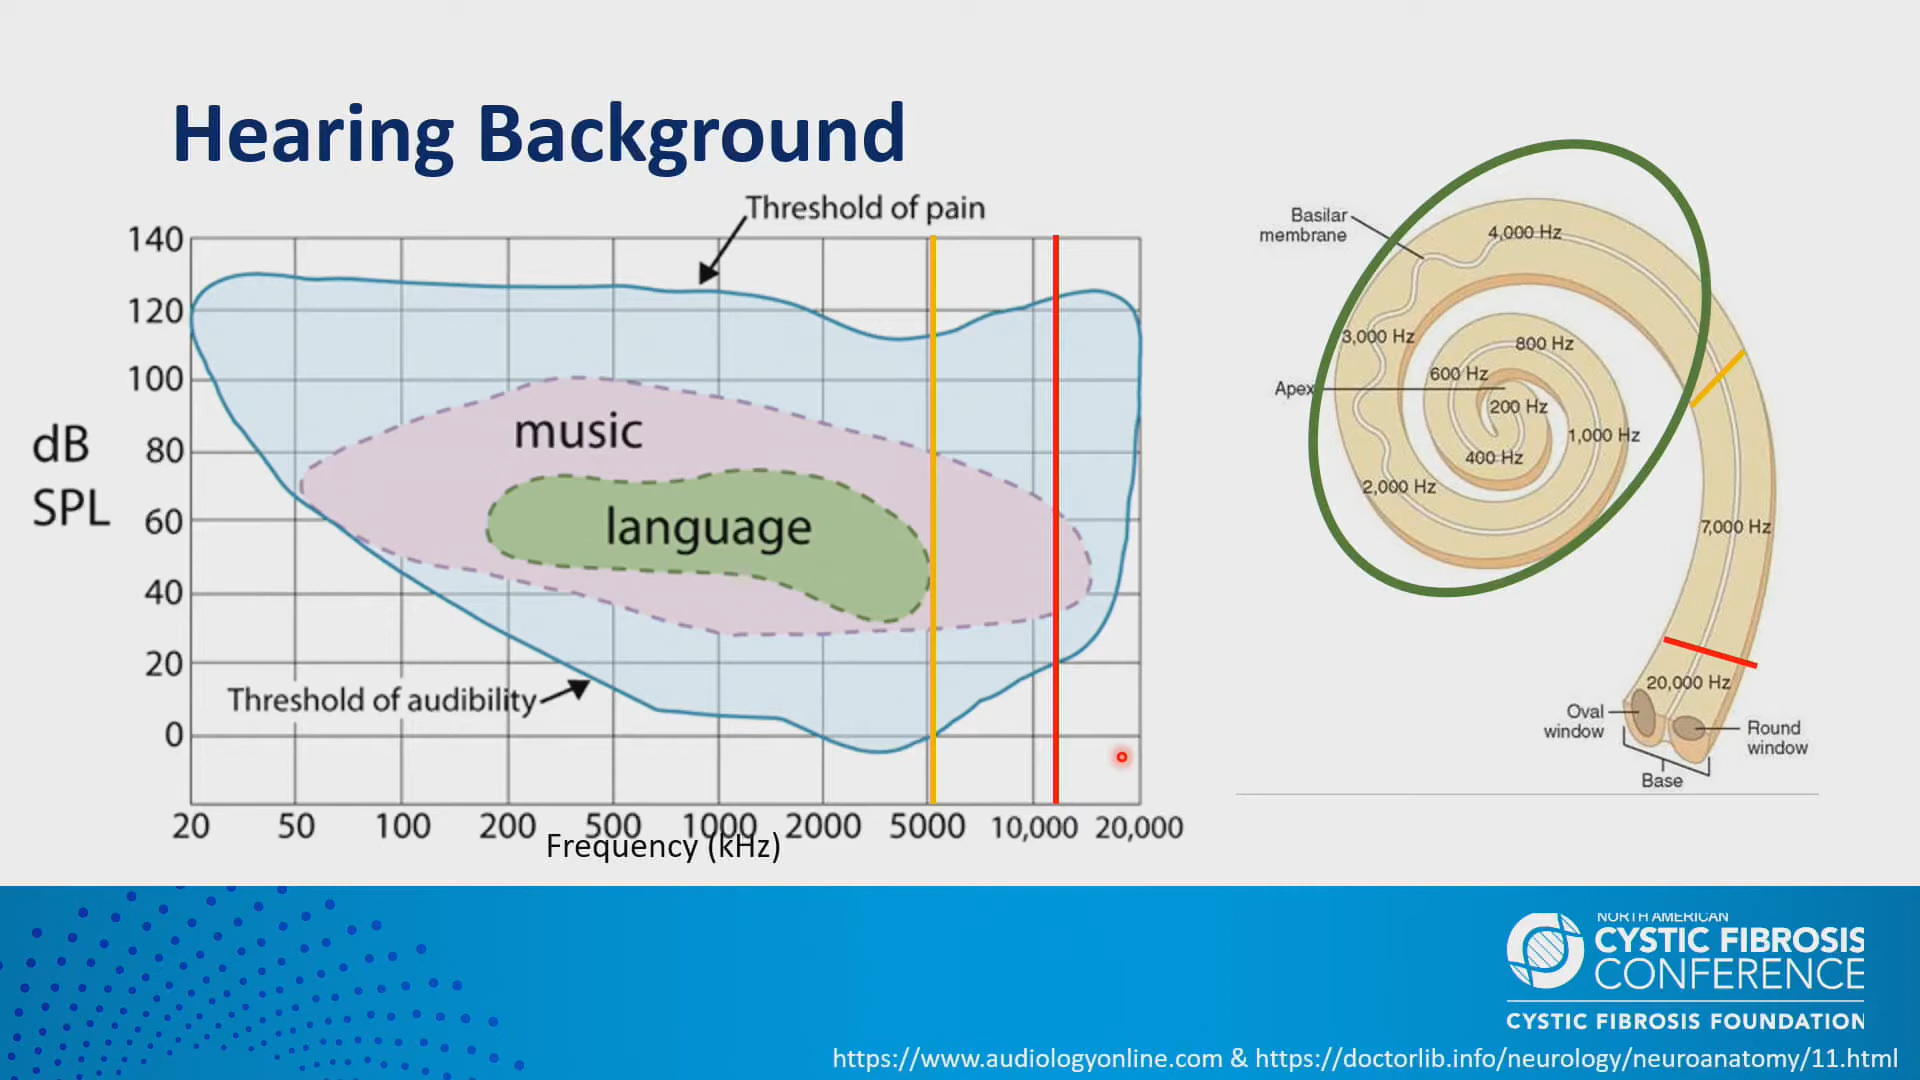 Hearing Background
Threshold of pain
140
120
100
80
60
40
20
0
dB
SPL
music
language
Threshold of audibility
20 50 100 200 500 1000 2000 5000 10,000 20,000
Frequency (kHz)
Basilar
membrane
4,000 Hz
3,000 Hz
800 Hz
600 Hz
Apex
200 Hz
1,000 Hz
400 Hz
2,000 Hz
7,000 Hz
20,000 Hz
Oval
window
Round
window
Base
NORTH AMERICAN
CYSTIC FIBROSIS
CONFERENCE
CYSTIC FIBROSIS FOUNDATION
https://www.audiologyonline.com & https://doctorlib.info/neurology/neuroanatomy/11.html